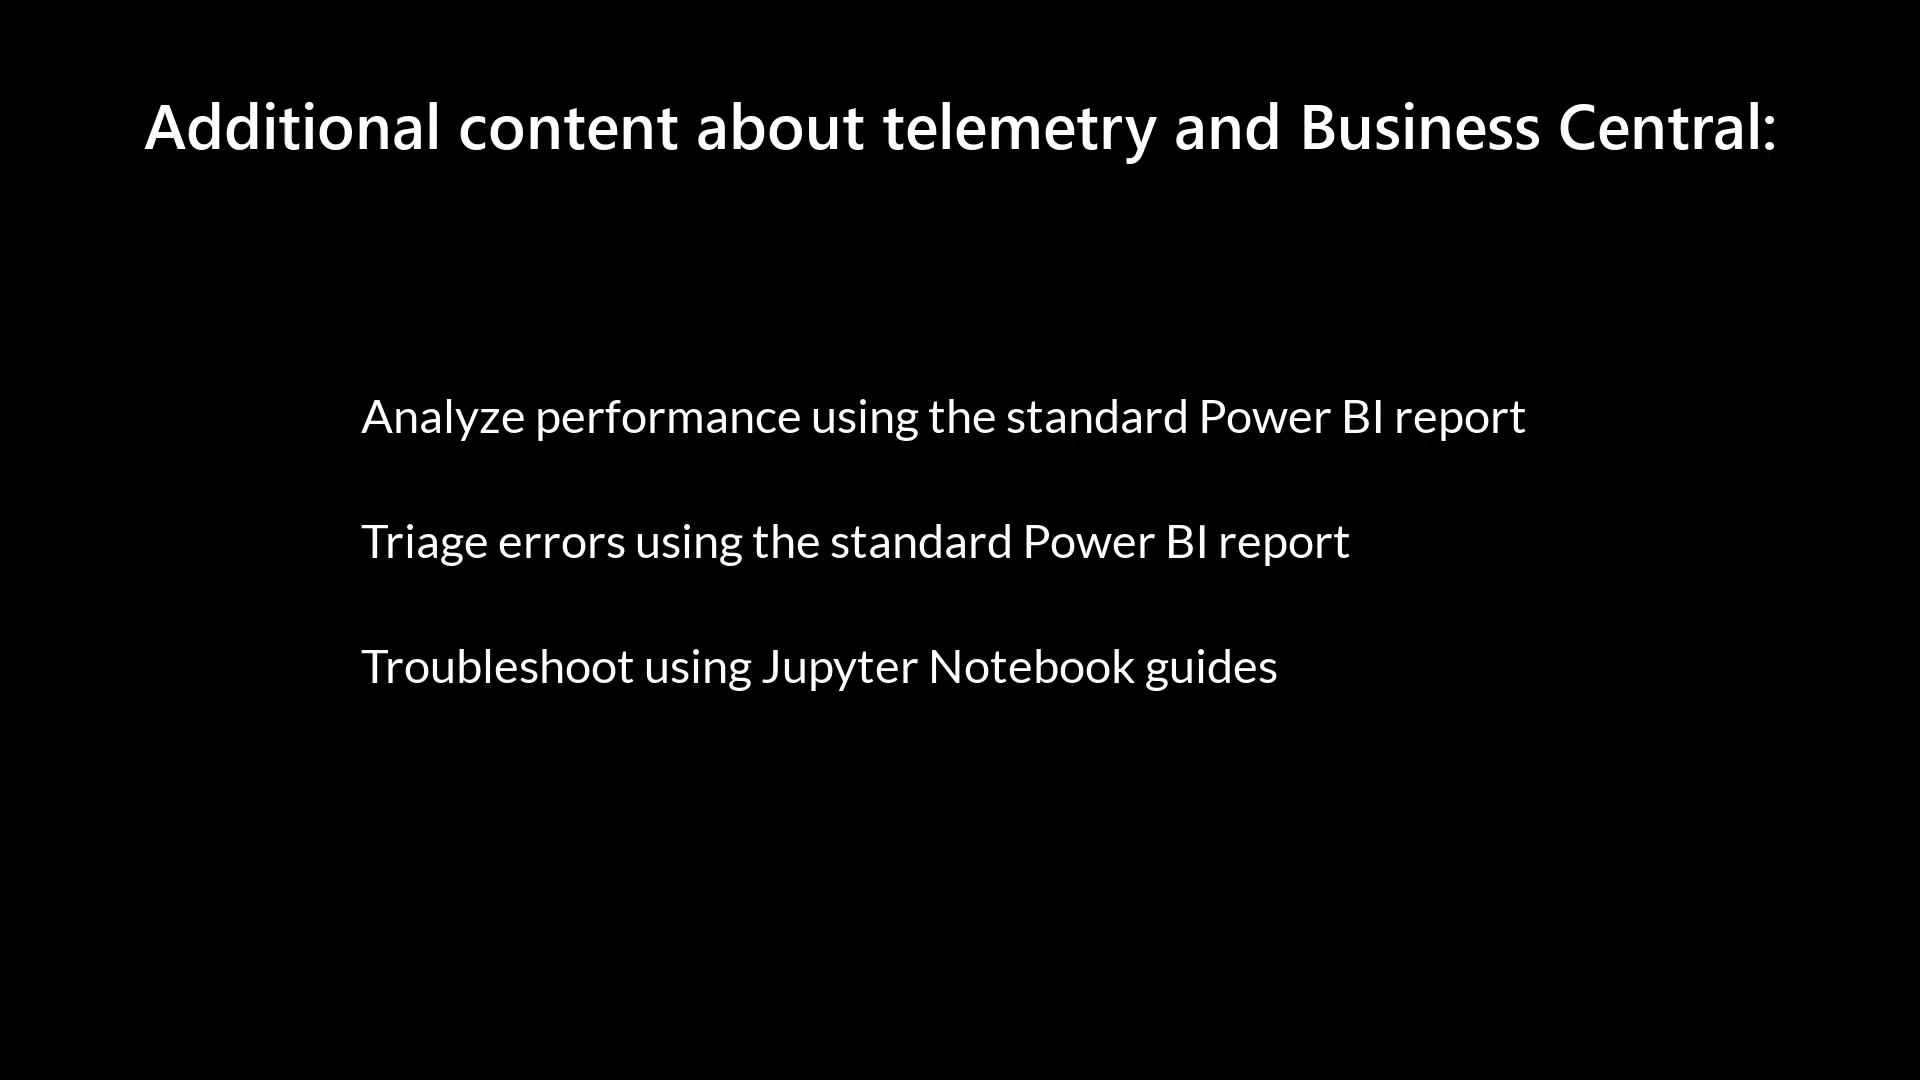 Additional content about telemetry and Business Central:
Analyze performance using the standard Power BI report
Triage errors using the standard Power BI report
Troubleshoot using Jupyter Notebook guides